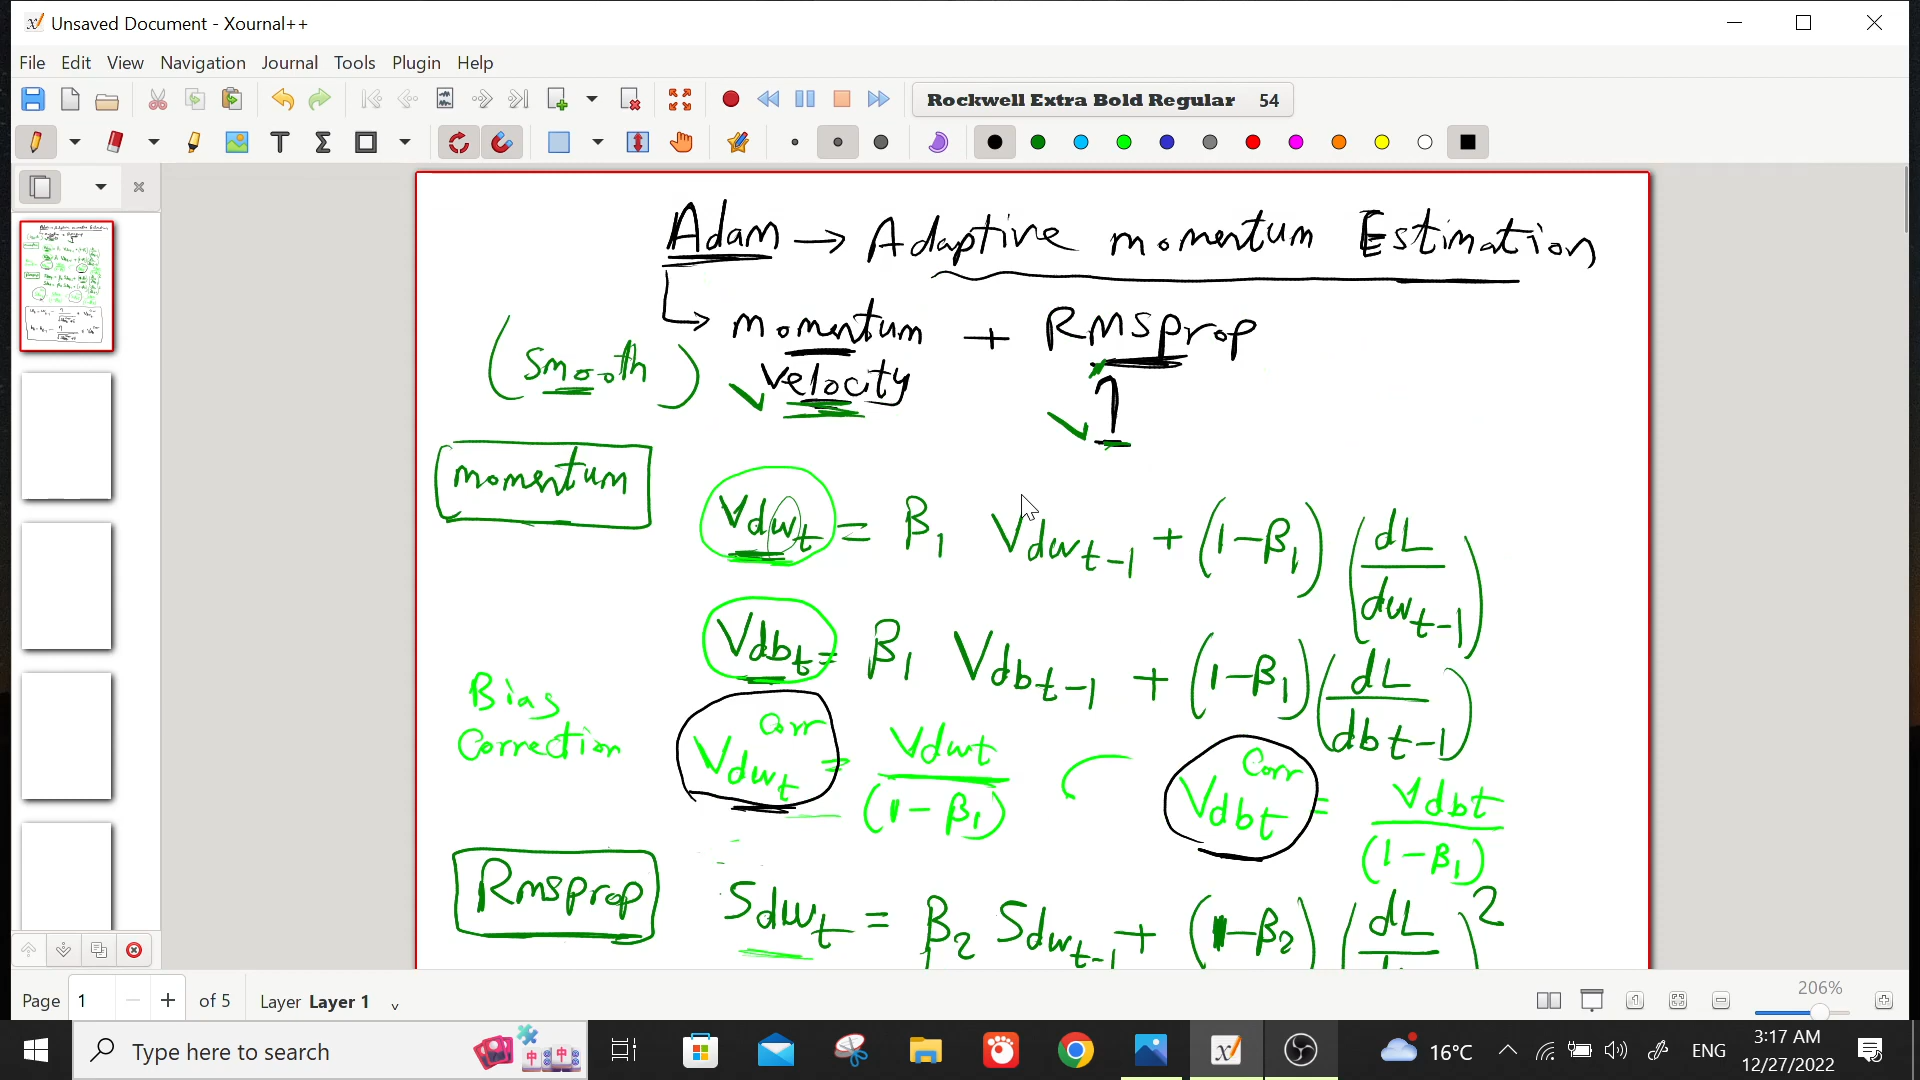 Unsaved Document - Xournal++
File Edit View Navigation Journal Tools Plugin Help
Rockwell Extra Bold Regular 54
Adam → Adaptive momentum Estimation
momentum + RMSprop
(Smooth) velocity
momentum
Vdwt = β1 Vdwt-1 + (1-β1) (dL/dwt-1)
Vdbt = β1 Vdbt-1 + (1-β1) (dL/dbt-1)
Bias Correction
Vdwt corr = Vdwt/(1-β1) Vdbt corr = Vdbt/(1-β1)
Rmsprop
Sdwt = β2 Sdwt-1 + (1-β2) (dL/)²
Page 1 of 5 Layer Layer 1 206%
Type here to search
16°C ENG 3:17 AM
12/27/2022